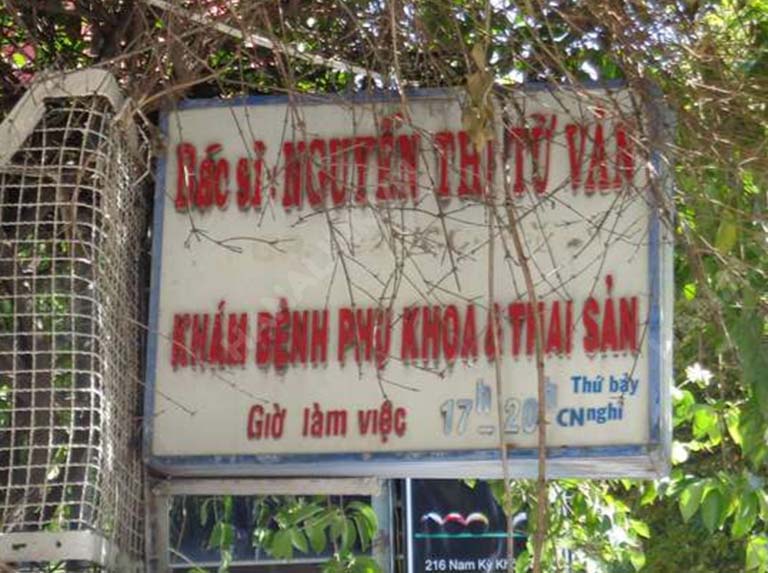 Bác sĩ: NGUYỄN THỊ TỪ VÂN
KHÁM BỆNH PHỤ KHOA & THAI SẢN
Giờ làm việc 17h - 20h Thứ bảy
CN nghỉ
216 Nam Kỳ